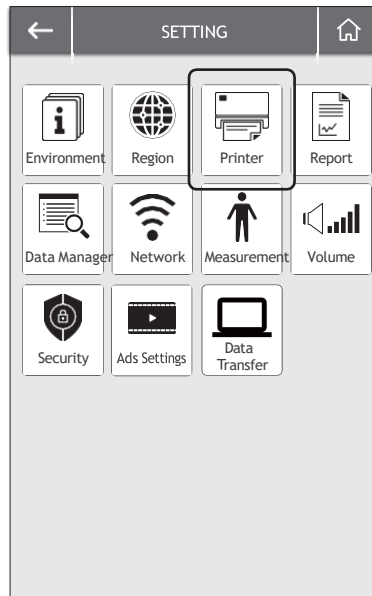 SETTING
Environment
Region
Printer
Report
Data Manager
Network
Measurement
Volume
Security
Ads Settings
Data
Transfer